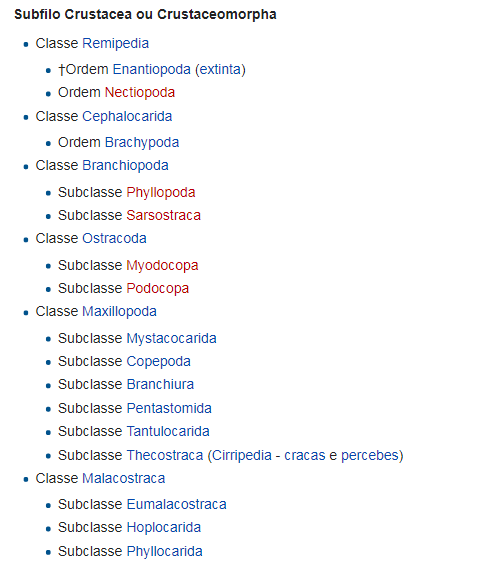 Subfilo Crustacea ou Crustaceomorpha
Classe Remipedia
†Ordem Enantiopoda (extinta)
Ordem Nectiopoda
Classe Cephalocarida
Ordem Brachypoda
Classe Branchiopoda
Subclasse Phyllopoda
Subclasse Sarsostraca
Classe Ostracoda
Subclasse Myodocopa
Subclasse Podocopa
Classe Maxillopoda
Subclasse Mystacocarida
Subclasse Copepoda
Subclasse Branchiura
Subclasse Pentastomida
Subclasse Tantulocarida
Subclasse Thecostraca (Cirripedia - cracas e percebes)
Classe Malacostraca
Subclasse Eumalacostraca
Subclasse Hoplocarida
Subclasse Phyllocarida